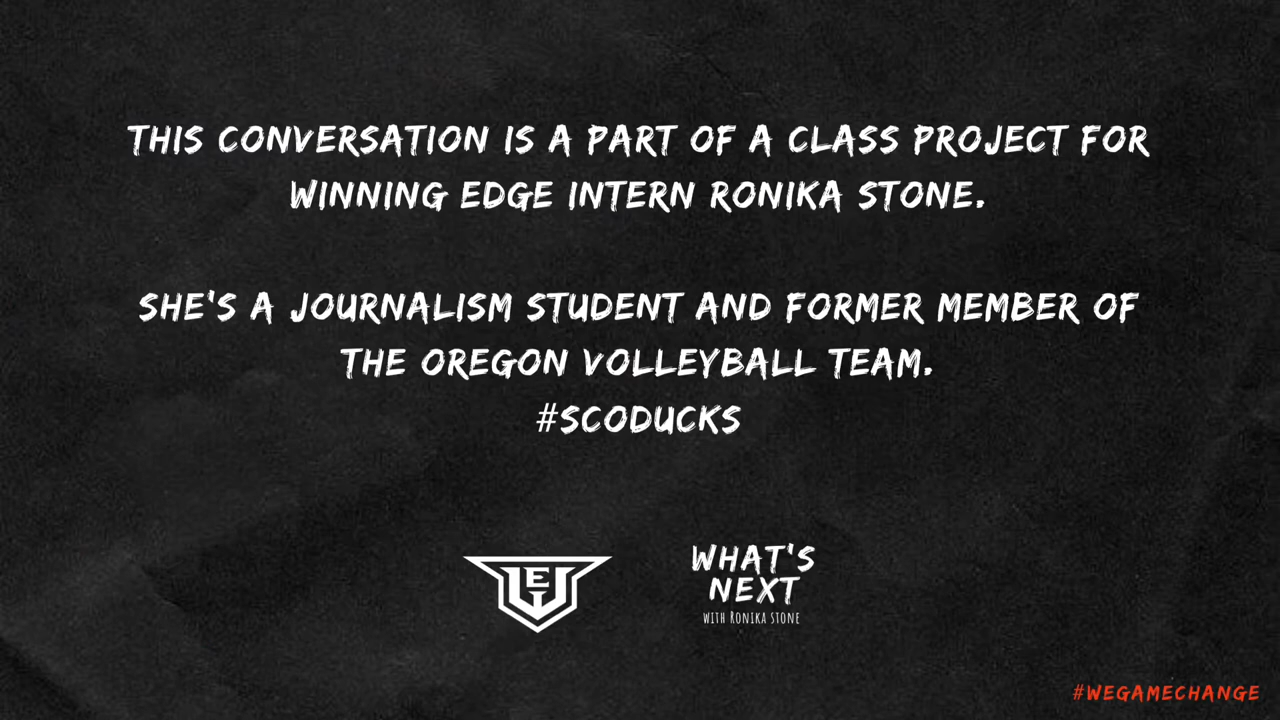 THIS CONVERSATION IS A PART OF A CLASS PROJECT FOR
WINNING EDGE INTERN RONIKA STONE.
SHE'S A JOURNALISM STUDENT AND FORMER MEMBER OF
THE OREGON VOLLEYBALL TEAM.
#SCODUCKS
WE
WHAT'S
NEXT
WITH RONIKA STONE
#WEGAMECHANGE